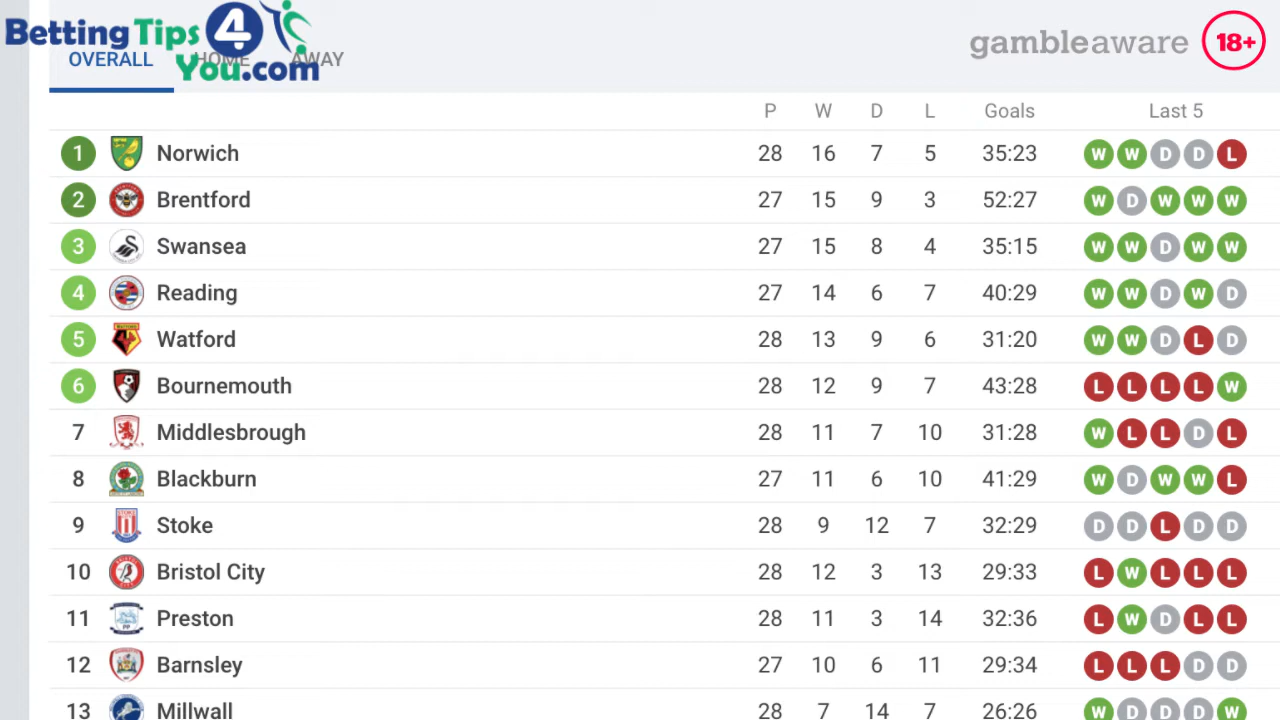 Betting Tips 4
You.com
gambleaware 18+
OVERALL HOME AWAY
P W D L Goals Last 5
1 Norwich 28 16 7 5 35:23 W W D D L
2 Brentford 27 15 9 3 52:27 W D W W W
3 Swansea 27 15 8 4 35:15 W W D W W
4 Reading 27 14 6 7 40:29 W W D W D
5 Watford 28 13 9 6 31:20 W W D L D
6 Bournemouth 28 12 9 7 43:28 L L L L W
7 Middlesbrough 28 11 7 10 31:28 W L L D L
8 Blackburn 27 11 6 10 41:29 W D W W L
9 Stoke 28 9 12 7 32:29 D D L D D
10 Bristol City 28 12 3 13 29:33 L W L L L
11 Preston 28 11 3 14 32:36 L W D L L
12 Barnsley 27 10 6 11 29:34 L L L D D
13 Millwall 28 7 14 7 26:26 W D D D W